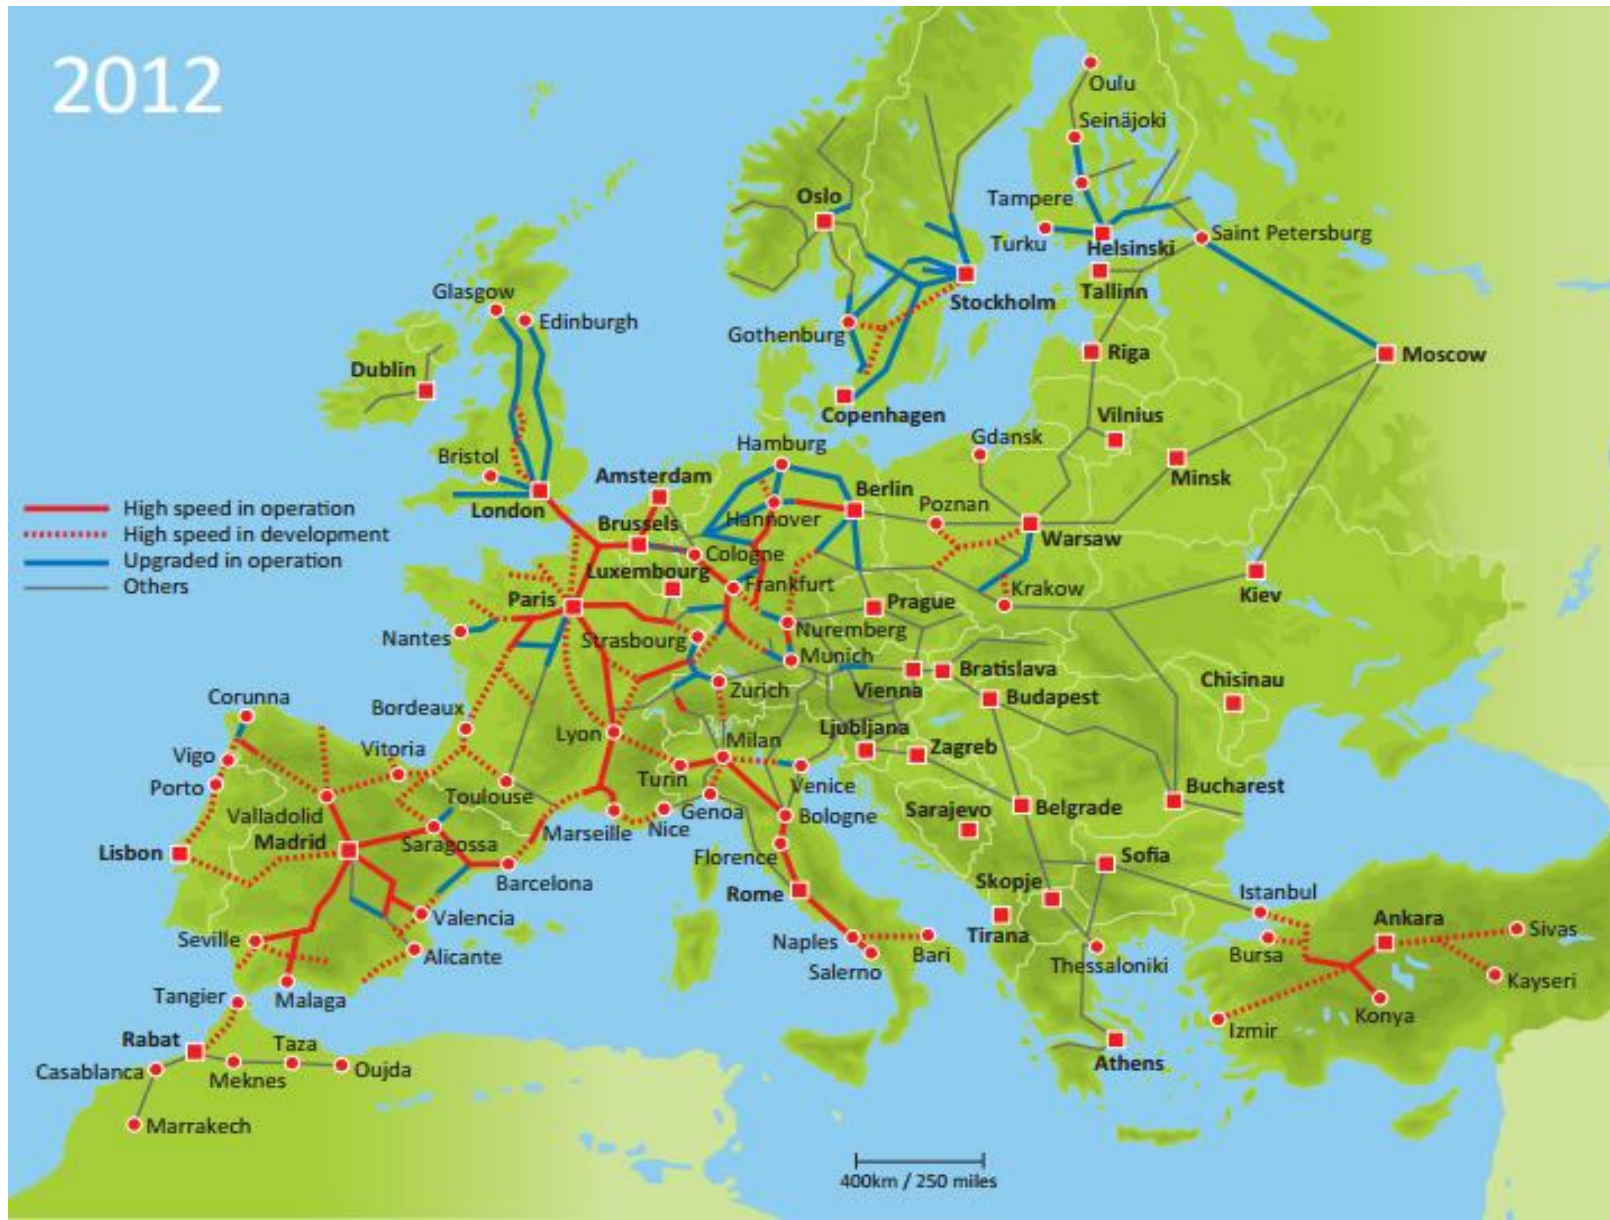 2012
Oulu
Seinäjoki
Oslo
Tampere
Turku
Helsinki
Saint Petersburg
Tallinn
Stockholm
Glasgow
Edinburgh
Gothenburg
Riga
Moscow
Dublin
Copenhagen
Vilnius
Hamburg
Gdansk
Bristol
Amsterdam
Minsk
Berlin
Poznan
London
Brussels
Hannover
Warsaw
High speed in operation
High speed in development
Upgraded in operation
Others
Cologne
Luxembourg
Frankfurt
Krakow
Kiev
Paris
Prague
Nantes
Strasbourg
Nuremberg
Munich
Bratislava
Chisinau
Zurich
Vienna
Budapest
Corunna
Bordeaux
Lyon
Ljubljana
Milan
Zagreb
Vigo
Vitoria
Turin
Venice
Bucharest
Porto
Toulouse
Valladolid
Genoa
Sarajevo
Belgrade
Marseille
Nice
Bologne
Madrid
Saragossa
Lisbon
Florence
Sofia
Barcelona
Rome
Skopje
Istanbul
Valencia
Ankara
Sivas
Seville
Naples
Tirana
Alicante
Salerno
Bari
Thessaloniki
Bursa
Kayseri
Tangier
Malaga
Konya
Izmir
Rabat
Taza
Athens
Casablanca
Meknes
Oujda
Marrakech
400km / 250 miles